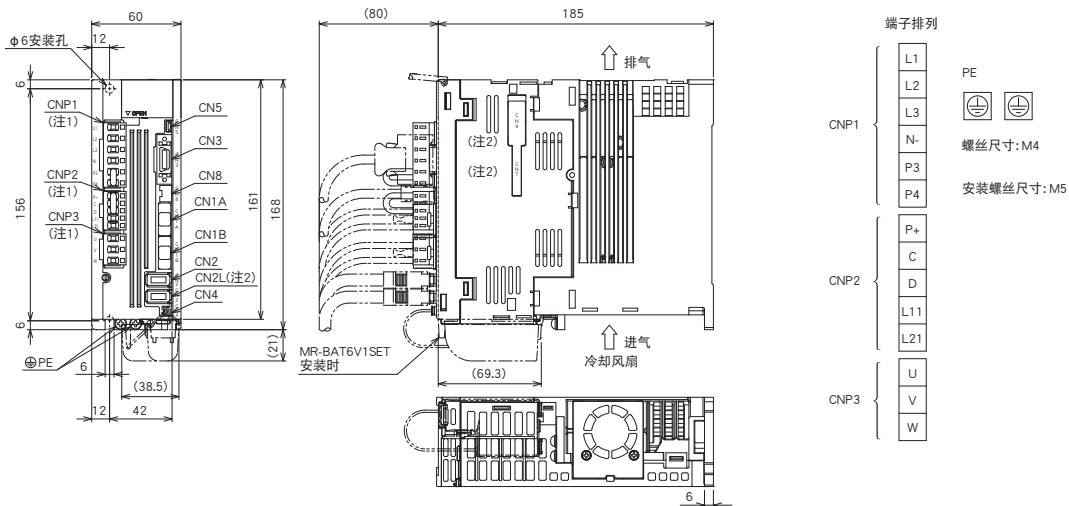 60
12
φ6安装孔
6
CNP1
(注1)
CNP2
(注1)
CNP3
(注1)
156
6
▽OPEN
CN5
CN3
CN8
CN1A
CN1B
CN2
CN2L(注2)
CN4
161
168
(21)
PE
6
(38.5)
12
42
(80)
185
排气
CN8
(注2)
CN7
(注2)
MR-BAT6V1SET
安装时
进气
冷却风扇
(69.3)
6
端子排列
CNP1
L1
L2
L3
N-
P3
P4
CNP2
P+
C
D
L11
L21
CNP3
U
V
W
PE
螺丝尺寸:M4
安装螺丝尺寸:M5